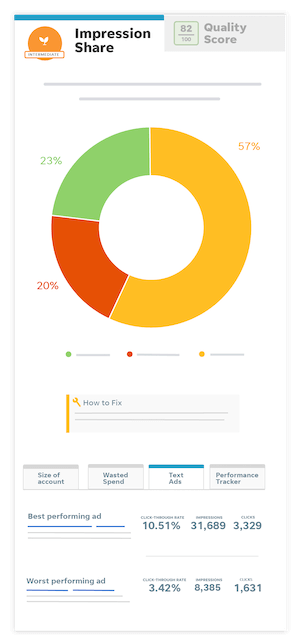 Impression
Share
INTERMEDIATE
82
100
Quality
Score
57%
23%
20%
How to Fix
Size of
account
Wasted
Spend
Text
Ads
Performance
Tracker
Best performing ad
CLICK-THROUGH RATE
10.51%
IMPRESSIONS
31,689
CLICKS
3,329
Worst performing ad
CLICK-THROUGH RATE
3.42%
IMPRESSIONS
8,385
CLICKS
1,631